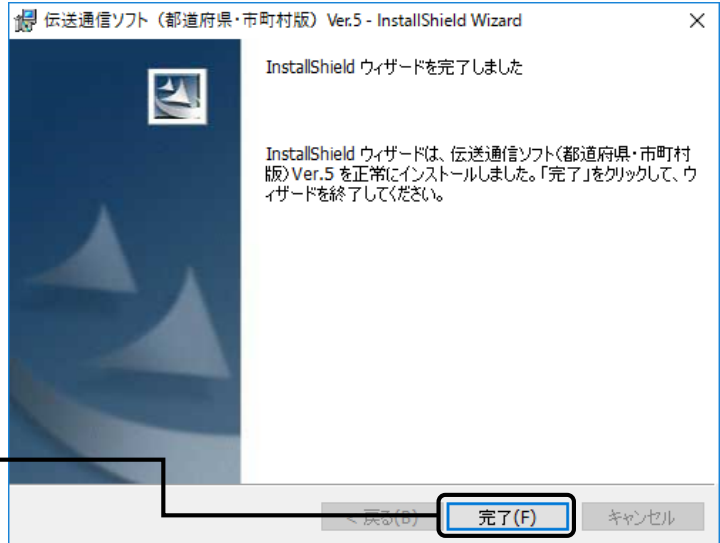 伝送通信ソフト（都道府県・市町村版）Ver.5 - InstallShield Wizard
InstallShield ウィザードを完了しました
InstallShield ウィザードは、伝送通信ソフト（都道府県・市町村
版）Ver.5 を正常にインストールしました。「完了」をクリックして、ウ
ィザードを終了してください。
< 戻る(B) 完了(F) キャンセル